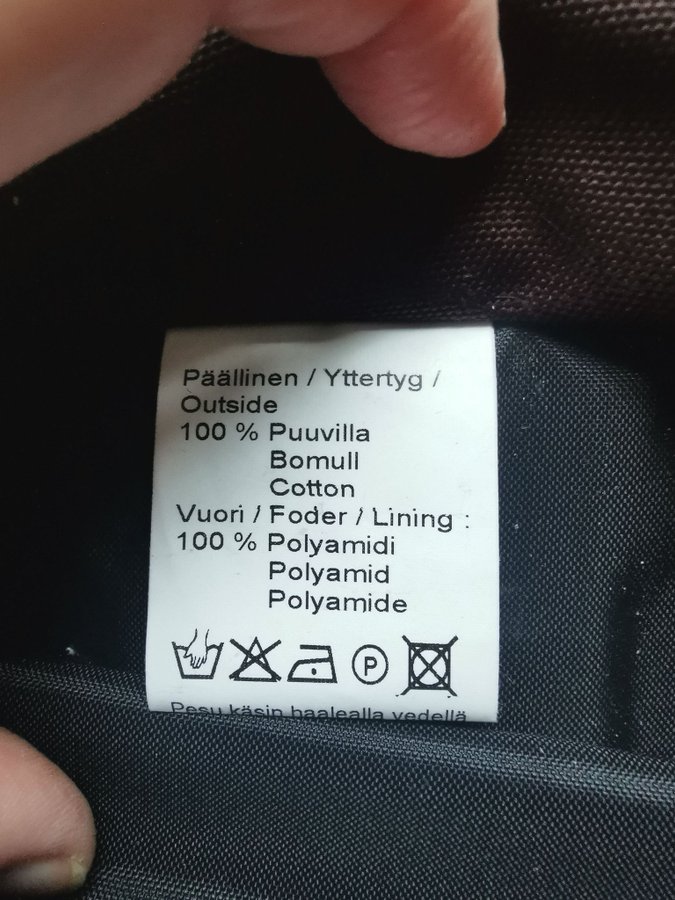 Päällinen / Yttertyg /
Outside
100 % Puuvilla
Bomull
Cotton
Vuori / Foder / Lining :
100 % Polyamidi
Polyamid
Polyamide
P
Pesu käsin haalealla vedellä